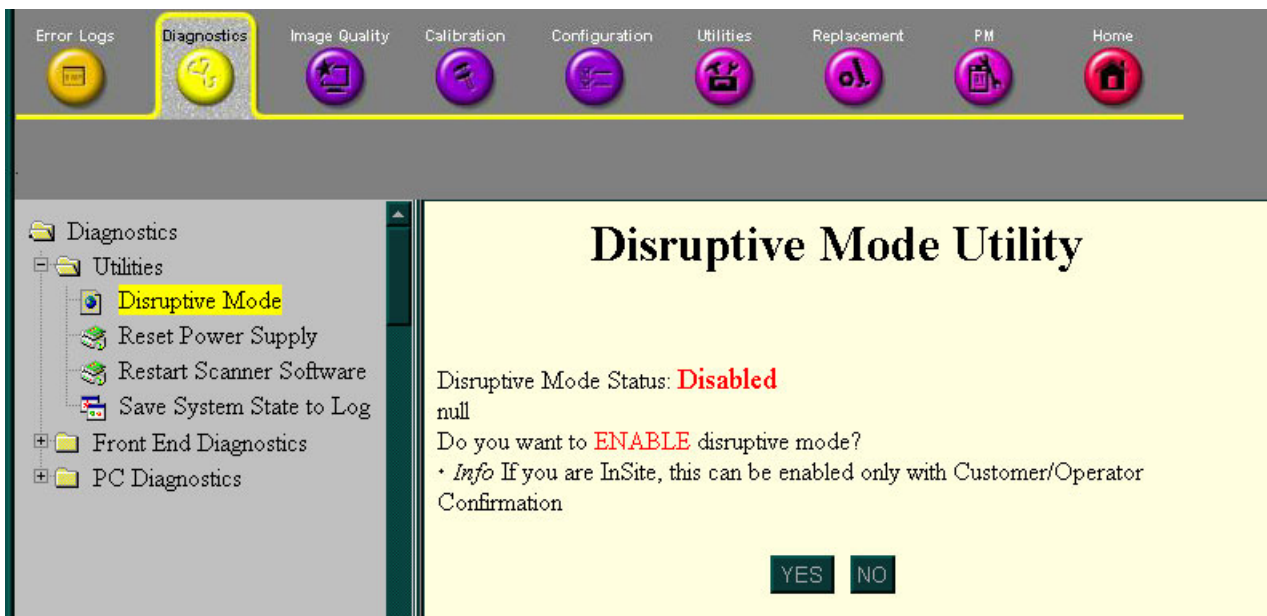 Error Logs
Diagnostics
Image Quality
Calibration
Configuration
Utilities
Replacement
PM
Home
Diagnostics
Utilities
Disruptive Mode
Reset Power Supply
Restart Scanner Software
Save System State to Log
Front End Diagnostics
PC Diagnostics
Disruptive Mode Utility
Disruptive Mode Status: Disabled
null
Do you want to ENABLE disruptive mode?
· Info If you are InSite, this can be enabled only with Customer/Operator
Confirmation
YES NO